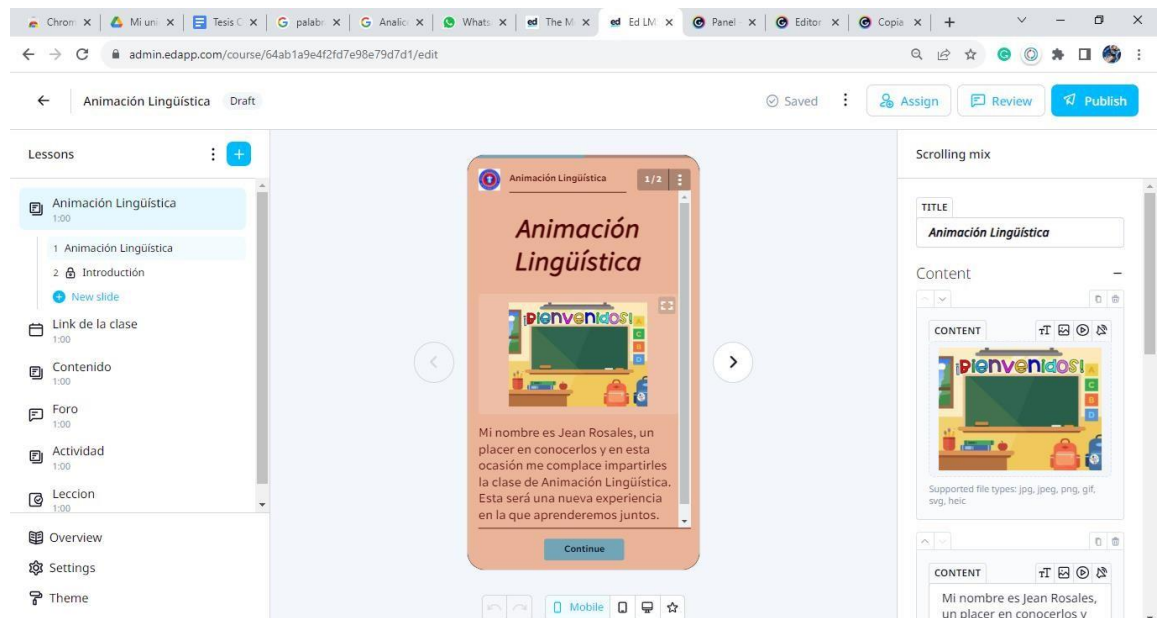 Chrom
Mi uni
Tesis C
palabr
Analic
Whats
The M
Ed LM
Panel
Editor
Copia
admin.edapp.com/course/64ab1a9e4f2fd7e98e79d7d1/edit
Animación Lingüística Draft
Saved
Assign
Review
Publish
Lessons
Animación Lingüística
1:00
1 Animación Lingüística
2 Introductión
New slide
Link de la clase
1:00
Contenido
1:00
Foro
1:00
Actividad
1:00
Leccion
1:00
Overview
Settings
Theme
Animación Lingüística 1/2
Animación
Lingüística
¡BIENVENIDOS!
A
C
B
D
Mi nombre es Jean Rosales, un
placer en conocerlos y en esta
ocasión me complace impartirles
la clase de Animación Lingüística.
Esta será una nueva experiencia
en la que aprenderemos juntos.
Continue
Mobile
Scrolling mix
TITLE
Animación Lingüística
Content
CONTENT
¡BIENVENIDOS!
A
C
B
D
Supported file types: jpg, jpeg, png, gif,
svg, heic
CONTENT
Mi nombre es Jean Rosales,
un placer en conocerlos y